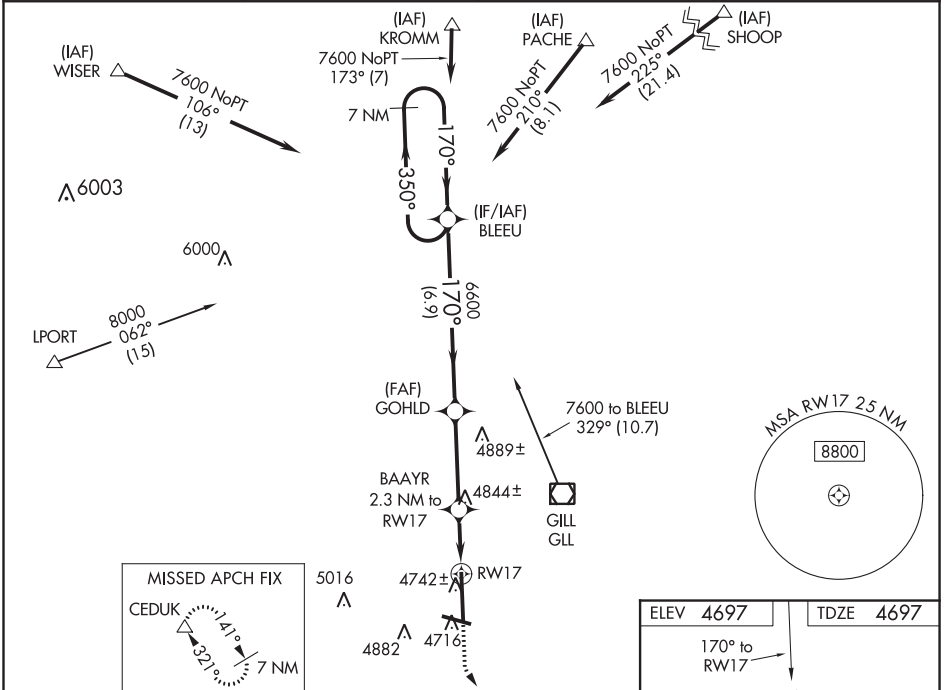 (IAF)
KROMM
(IAF)
PACHE
(IAF)
SHOOP
(IAF)
WISER
7600 NoPT
173° (7)
7600 NoPT
106°
(13)
7600 NoPT
210°
(8.1)
7600 NoPT
225°
(21.4)
7 NM
170°
350°
6003
(IF/IAF)
BLEEU
6000
6600
170°
(6.9)
LPORT
8000
062°
(15)
(FAF)
GOHLD
7600 to BLEEU
329° (10.7)
4889±
MSA RW17 25 NM
8800
BAAYR
2.3 NM to
RW17
4844±
GILL
GLL
MISSED APCH FIX
CEDUK
141°
321°
7 NM
5016
4742±
RW17
4882
4716
ELEV 4697
TDZE 4697
170° to
RW17